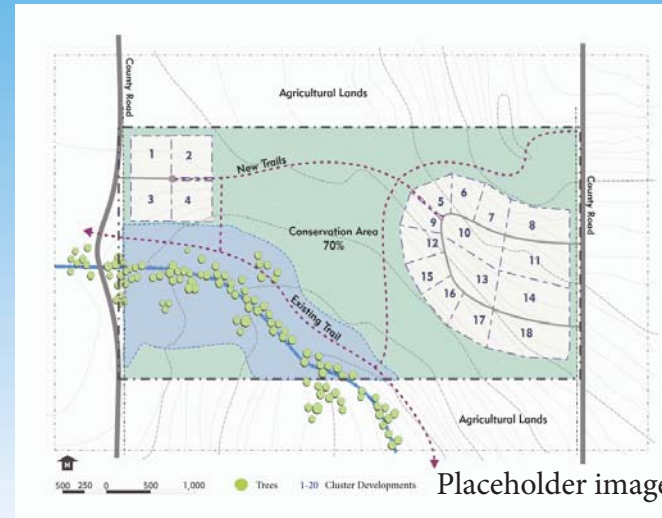 County Road
Agricultural Lands
1 2
3 4
New Trails
Conservation Area
70%
5 6 7 8
9 10
11
12
13
14
15
16
17
18
County Road
Existing Trail
Agricultural Lands
N
500 250 0 500 1,000
Trees
1-20 Cluster Developments
Placeholder image